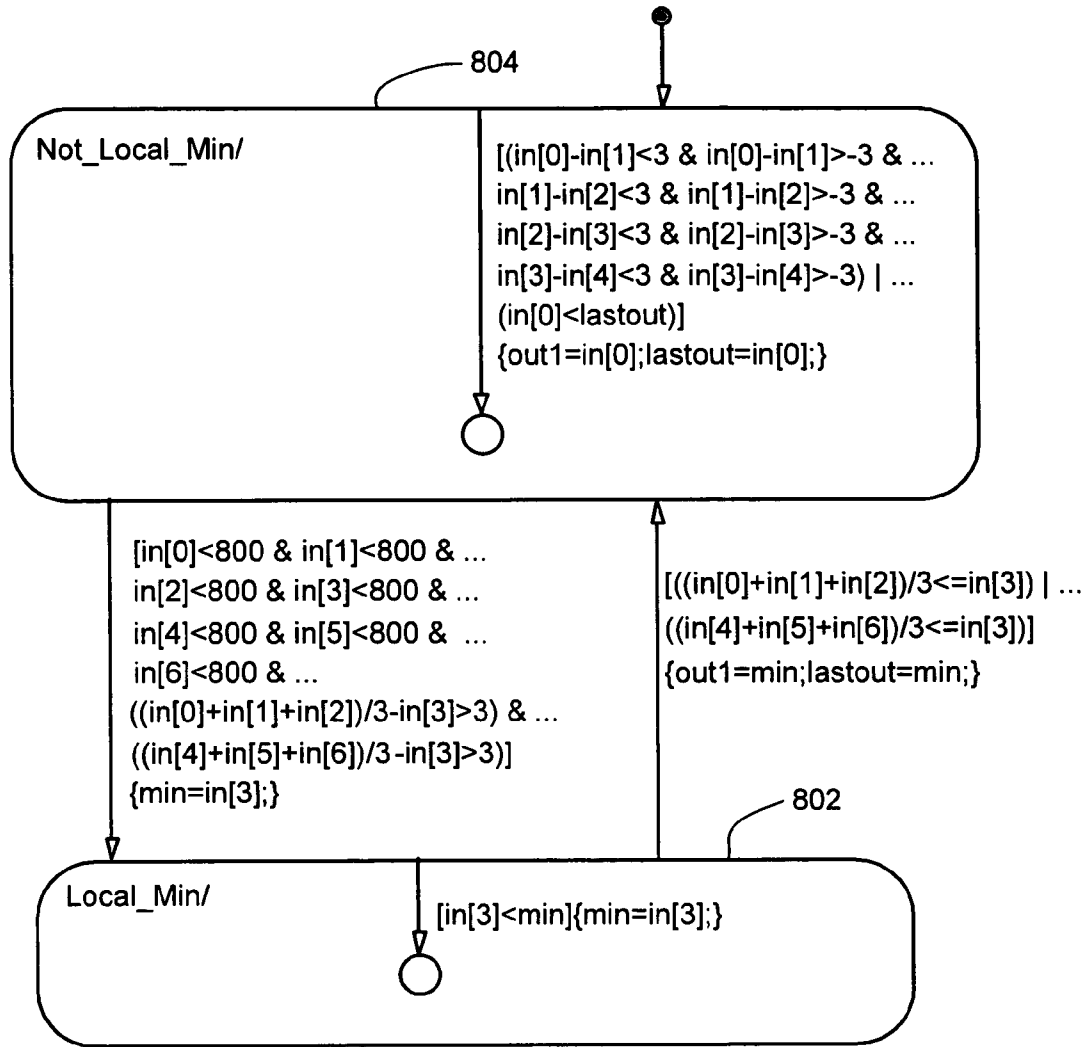 804
Not_Local_Min/
[(in[0]-in[1]<3 & in[0]-in[1]>-3 & ...
in[1]-in[2]<3 & in[1]-in[2]>-3 & ...
in[2]-in[3]<3 & in[2]-in[3]>-3 & ...
in[3]-in[4]<3 & in[3]-in[4]>-3) | ...
(in[0]<lastout)]
{out1=in[0];lastout=in[0];}
[in[0]<800 & in[1]<800 & ...
in[2]<800 & in[3]<800 & ...
in[4]<800 & in[5]<800 & ...
in[6]<800 & ...
((in[0]+in[1]+in[2])/3-in[3]>3) & ...
((in[4]+in[5]+in[6])/3-in[3]>3)]
{min=in[3];}
[((in[0]+in[1]+in[2])/3<=in[3]) | ...
((in[4]+in[5]+in[6])/3<=in[3])]
{out1=min;lastout=min;}
802
Local_Min/
[in[3]<min]{min=in[3];}